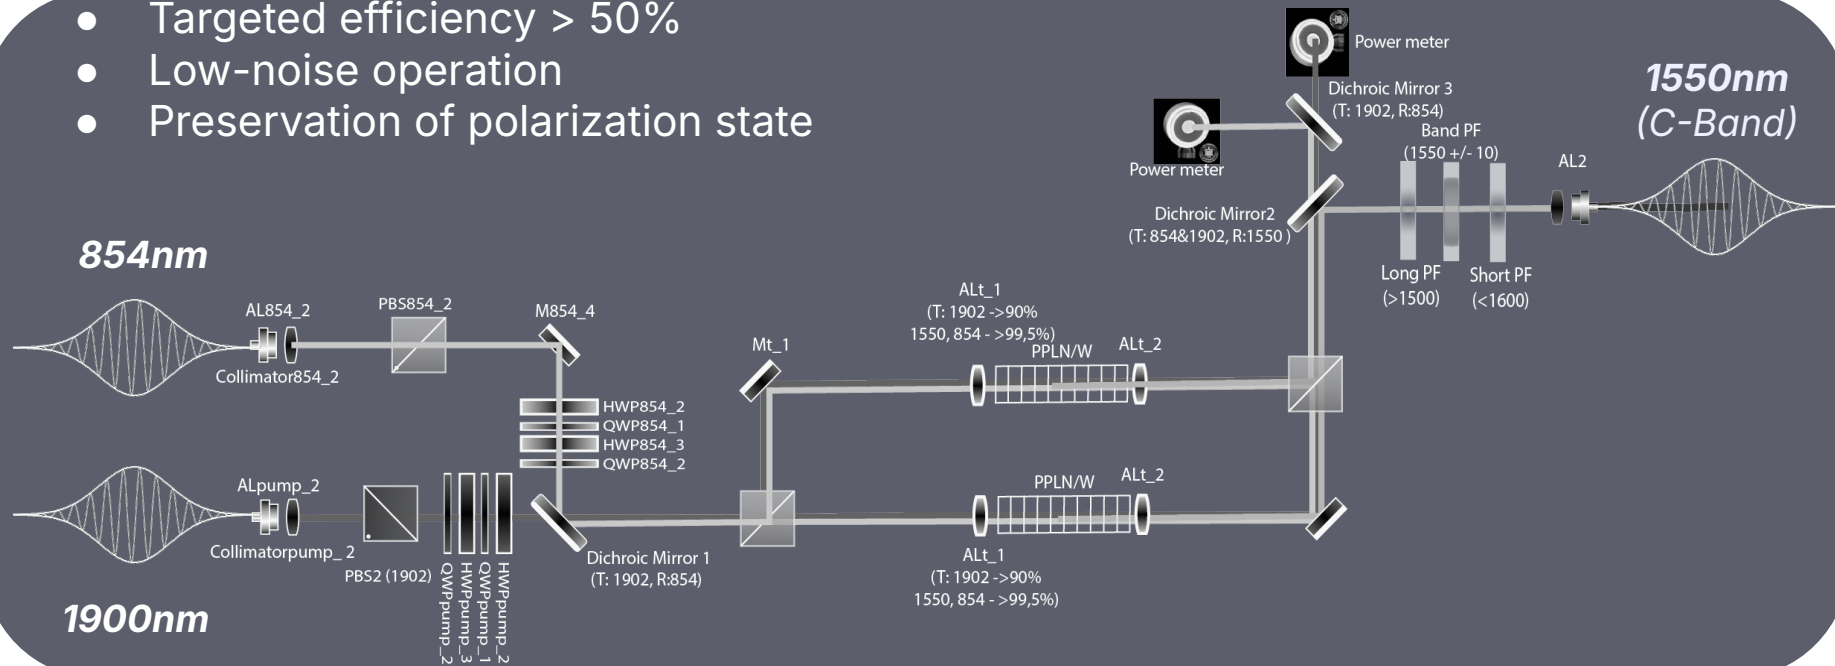 ● Targeted efficiency > 50%
● Low-noise operation
● Preservation of polarization state
Power meter
Dichroic Mirror 3
(T: 1902, R:854)
Band PF
(1550 +/- 10)
1550nm
(C-Band)
AL2
Power meter
Dichroic Mirror2
(T: 854&1902, R:1550 )
Long PF
(>1500)
Short PF
(<1600)
854nm
AL854_2
PBS854_2
M854_4
Collimator854_2
ALt_1
(T: 1902 ->90%
1550, 854 - >99,5%)
Mt_1
PPLN/W
ALt_2
HWP854_2
QWP854_1
HWP854_3
QWP854_2
ALpump_2
Collimatorpump_ 2
PBS2 (1902)
QWPpump_2
HWPpump_3
QWPpump_1
HWPpump_2
Dichroic Mirror 1
(T: 1902, R:854)
PPLN/W
ALt_2
ALt_1
(T: 1902 ->90%
1550, 854 - >99,5%)
1900nm